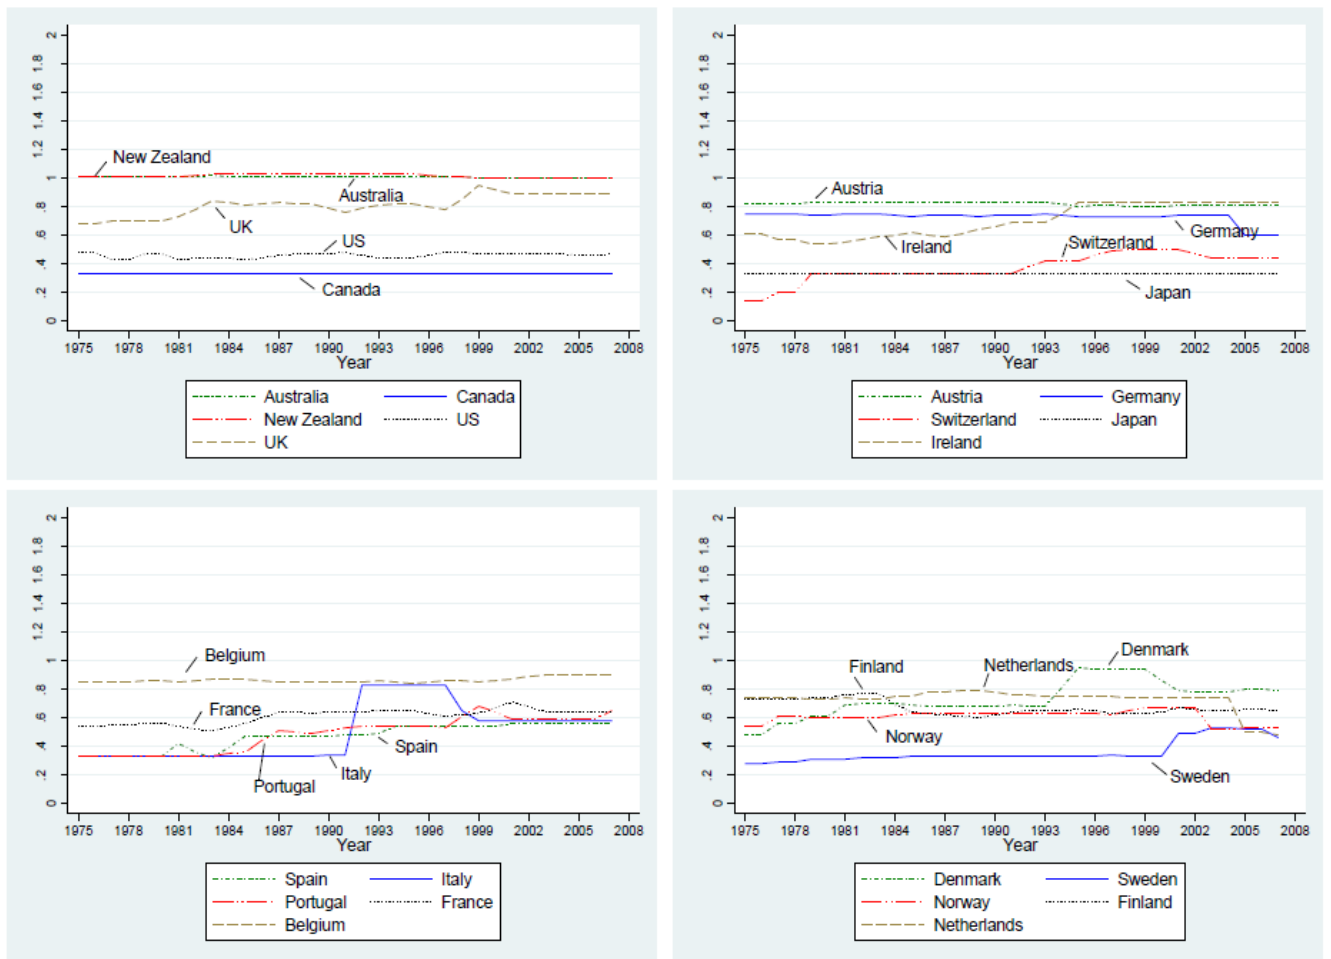 2
1.8
1.6
1.4
1.2
1
.8
.6
.4
.2
0
New Zealand
Australia
UK
US
Canada
1975 1978 1981 1984 1987 1990 1993 1996 1999 2002 2005 2008
Year
Australia Canada
New Zealand US
UK
2
1.8
1.6
1.4
1.2
1
.8
.6
.4
.2
0
Austria
Germany
Ireland
Switzerland
Japan
1975 1978 1981 1984 1987 1990 1993 1996 1999 2002 2005 2008
Year
Austria Germany
Switzerland Japan
Ireland
2
1.8
1.6
1.4
1.2
1
.8
.6
.4
.2
0
Belgium
France
Spain
Italy
Portugal
1975 1978 1981 1984 1987 1990 1993 1996 1999 2002 2005 2008
Year
Spain Italy
Portugal France
Belgium
2
1.8
1.6
1.4
1.2
1
.8
.6
.4
.2
0
Denmark
Finland
Netherlands
Norway
Sweden
1975 1978 1981 1984 1987 1990 1993 1996 1999 2002 2005 2008
Year
Denmark Sweden
Norway Finland
Netherlands